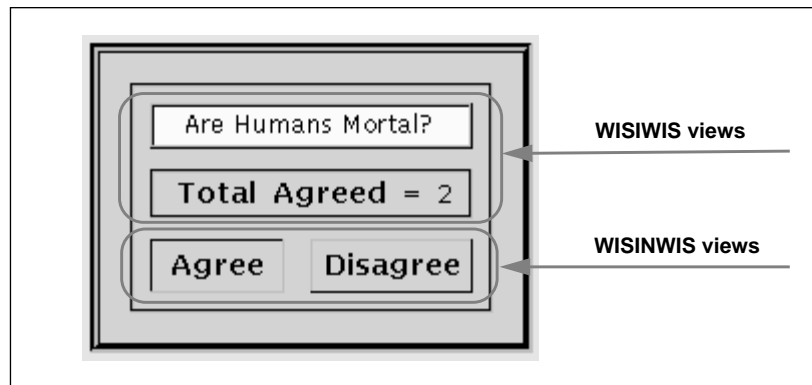 Are Humans Mortal?
WISIWIS views
Total Agreed = 2
WISINWIS views
Agree
Disagree